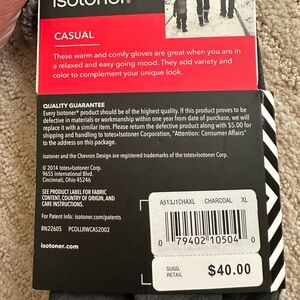 isotoner
CASUAL
These warm and comfy gloves are great when you are in
a relaxed and easy going mood. They add variety and
color to complement your unique look.
QUALITY GUARANTEE
Every Isotoner® product should be of the highest quality. If this product proves to be
defective in materials or workmanship within one year from date of purchase, we will
replace it with a similar item. Please return the defective product along with $5.00 for
shipping and handling to totes»Isotoner Corporation, "Attention: Consumer Affairs"
to the address on this package.
isotoner and the Chevron Design are registered trademarks of the totes»Isotoner Corp.
© 2014 totes»Isotoner Corp.
9655 International Blvd.
Cincinnati, Ohio 45246
SEE PRODUCT LABEL FOR FABRIC
CONTENT, COUNTRY OF ORIGIN, AND
CARE INSTRUCTIONS.
For Patent Info: isotoner.com/patents
RN22605 PCOLLRWCAS2002
isotoner.com
A513J1CHAXL CHARCOAL XL
0 79402 10504 0
SUGG.
RETAIL
$40.00